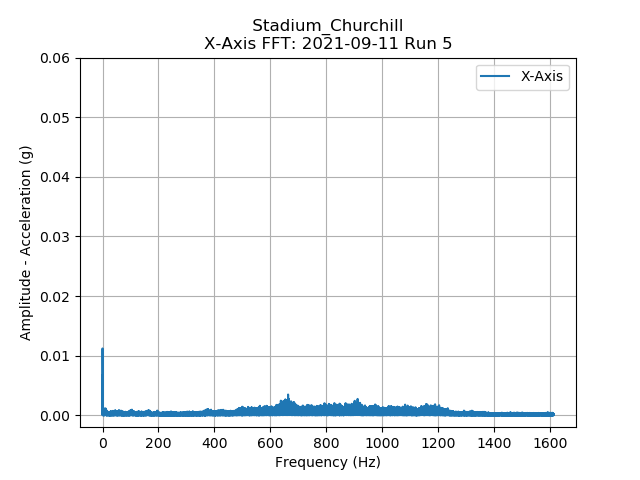 Stadium_Churchill
X-Axis FFT: 2021-09-11 Run 5
X-Axis
0.06
0.05
0.04
0.03
0.02
0.01
0.00
Amplitude - Acceleration (g)
0 200 400 600 800 1000 1200 1400 1600
Frequency (Hz)